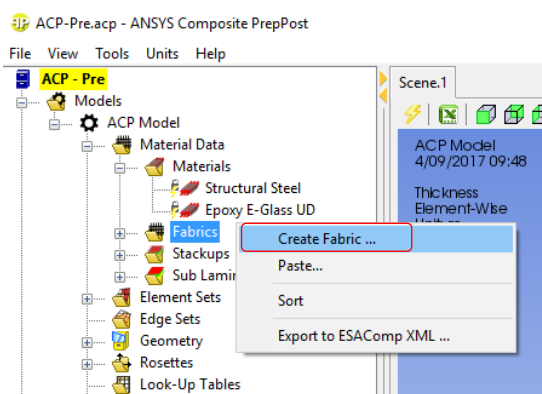 ACP-Pre.acp - ANSYS Composite PrepPost
File View Tools Units Help
ACP - Pre
Models
ACP Model
Material Data
Materials
Structural Steel
Epoxy E-Glass UD
Fabrics
Stackups
Sub Lamin
Element Sets
Edge Sets
Geometry
Rosettes
Look-Up Tables
Create Fabric ...
Paste...
Sort
Export to ESAComp XML ...
Scene.1
ACP Model
4/09/2017 09:48
Thickness
Element-Wise